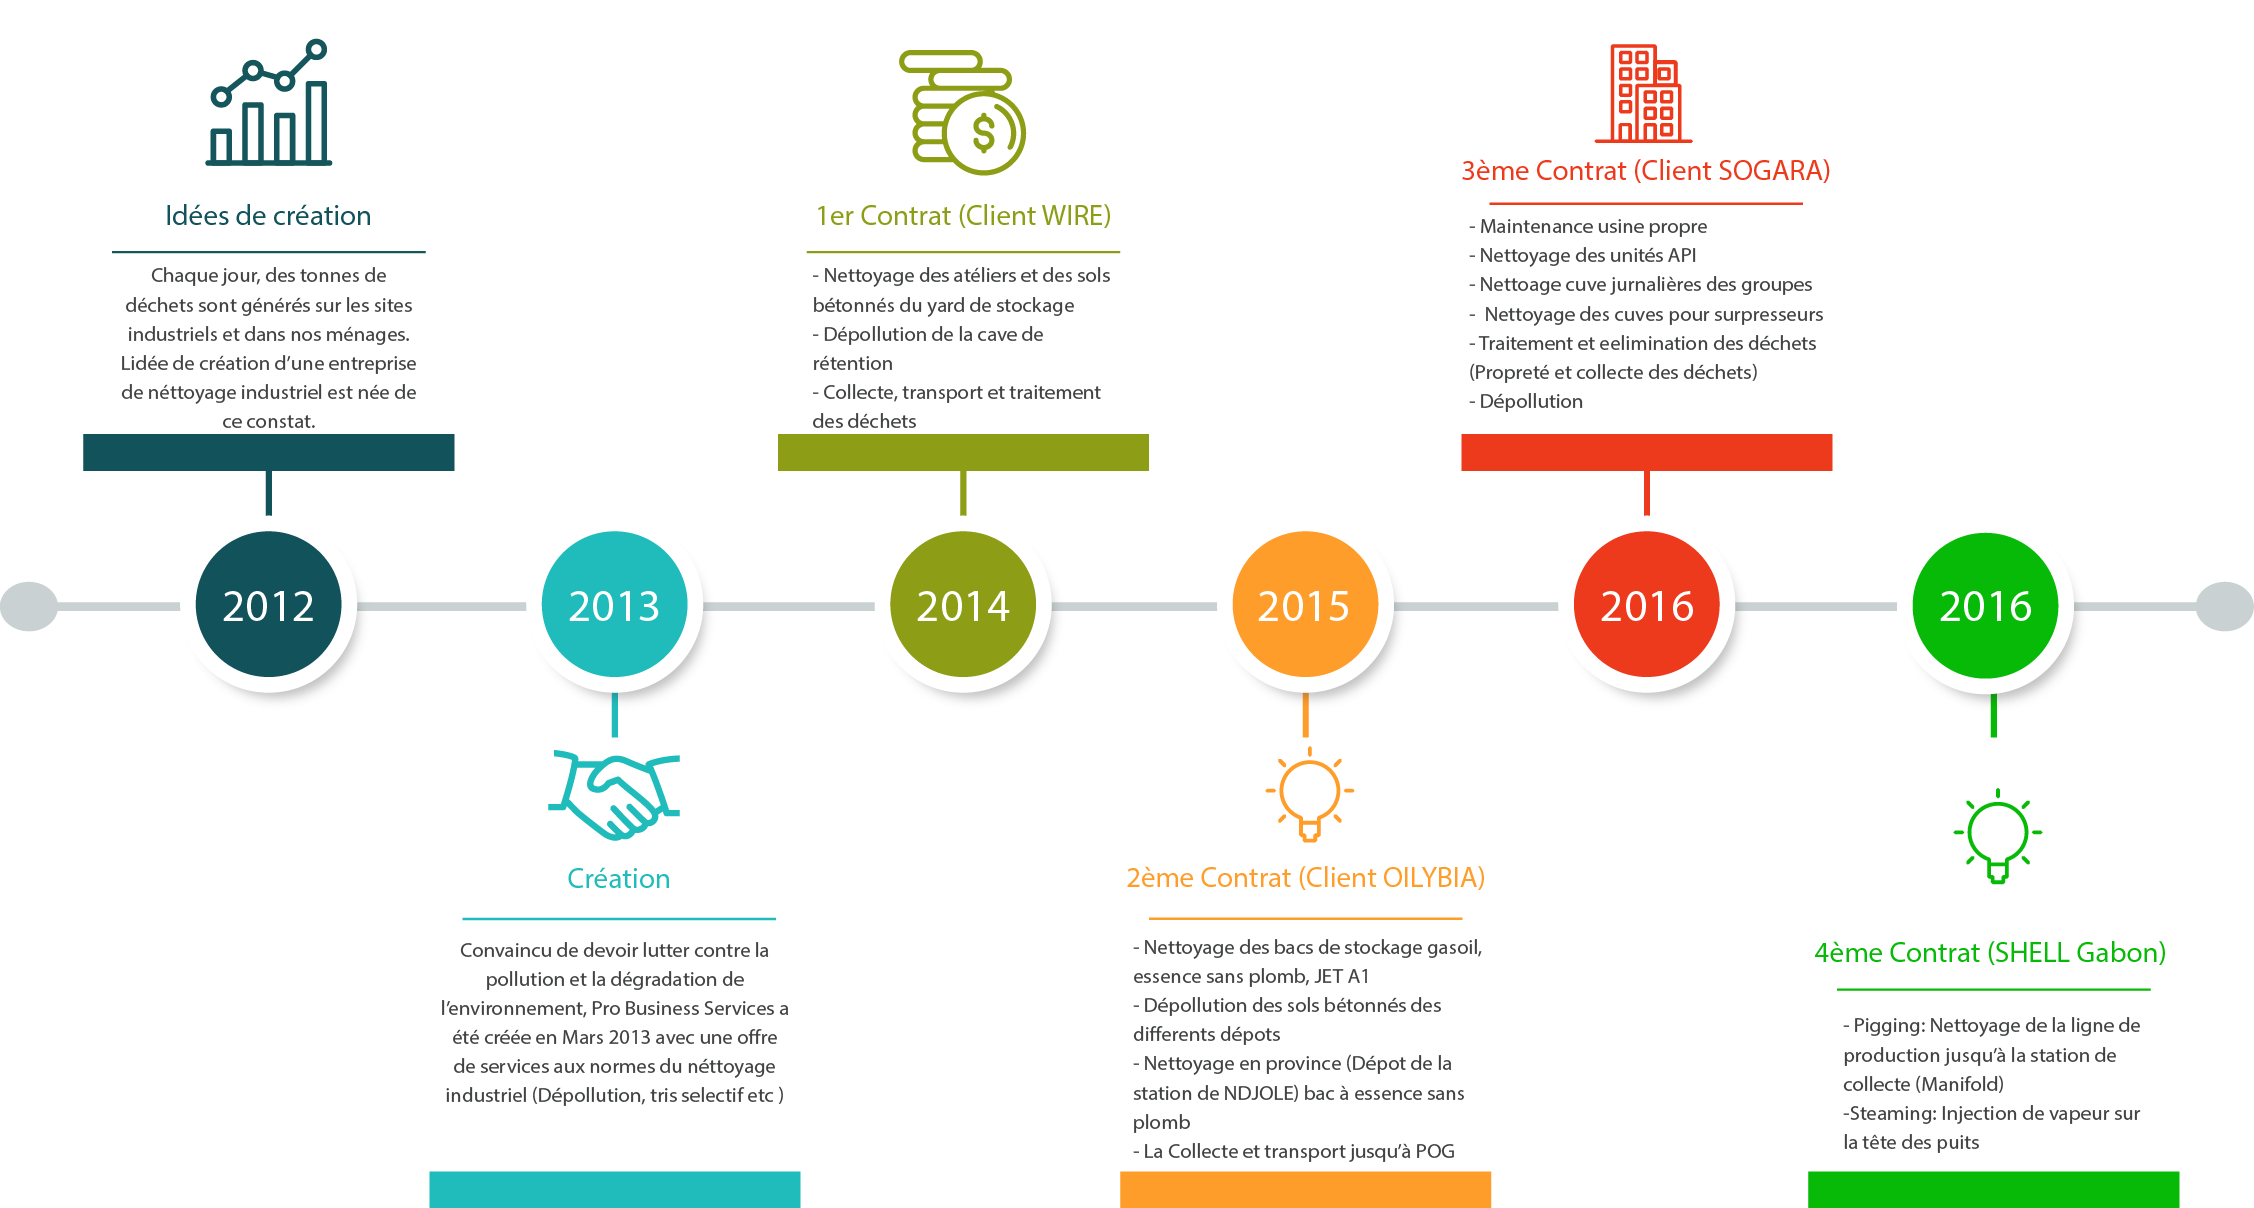 Idées de création
Chaque jour, des tonnes de
déchets sont générés sur les sites
industriels et dans nos ménages.
Lidée de création d’une entreprise
de néttoyage industriel est née de
ce constat.
2012
2013
Création
Convaincu de devoir lutter contre la
pollution et la dégradation de
l’environnement, Pro Business Services a
été créée en Mars 2013 avec une offre
de services aux normes du néttoyage
industriel (Dépollution, tris selectif etc )
1er Contrat (Client WIRE)
- Nettoyage des atéliers et des sols
bétonnés du yard de stockage
- Dépollution de la cave de
rétention
- Collecte, transport et traitement
des déchets
2014
2015
2ème Contrat (Client OILYBIA)
- Nettoyage des bacs de stockage gasoil,
essence sans plomb, JET A1
- Dépollution des sols bétonnés des
differents dépots
- Nettoyage en province (Dépot de la
station de NDJOLE) bac à essence sans
plomb
- La Collecte et transport jusqu’à POG
3ème Contrat (Client SOGARA)
- Maintenance usine propre
- Nettoyage des unités API
- Nettoage cuve jurnalières des groupes
-  Nettoyage des cuves pour surpresseurs
- Traitement et eelimination des déchets
(Propreté et collecte des déchets)
- Dépollution
2016
2016
4ème Contrat (SHELL Gabon)
- Pigging: Nettoyage de la ligne de
production jusqu’à la station de
collecte (Manifold)
-Steaming: Injection de vapeur sur
la tête des puits